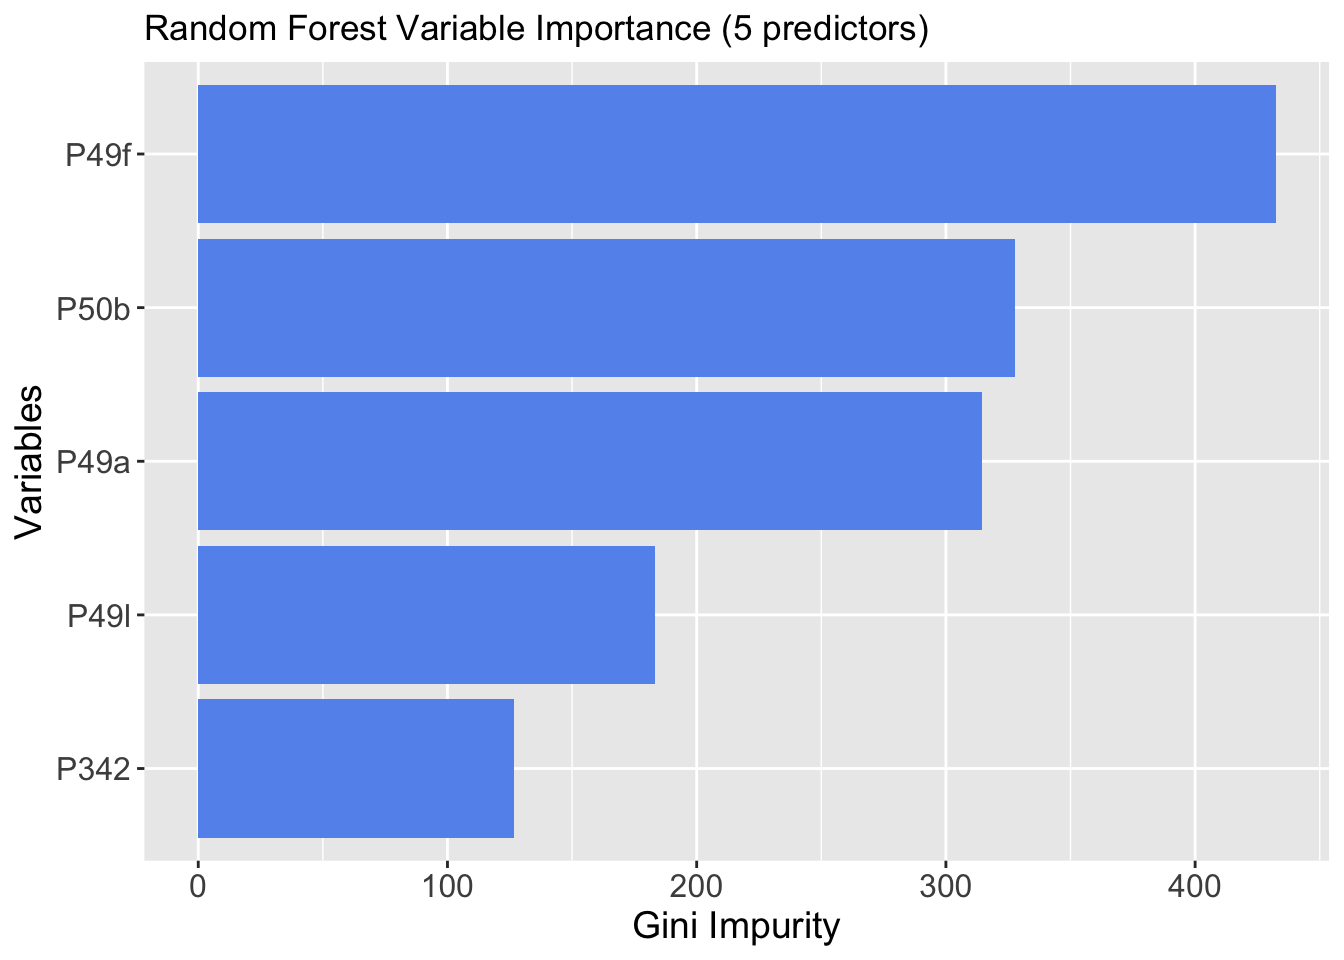 Random Forest Variable Importance (5 predictors)
P49f
P50b
P49a
P49l
P342
Variables
0 100 200 300 400
Gini Impurity